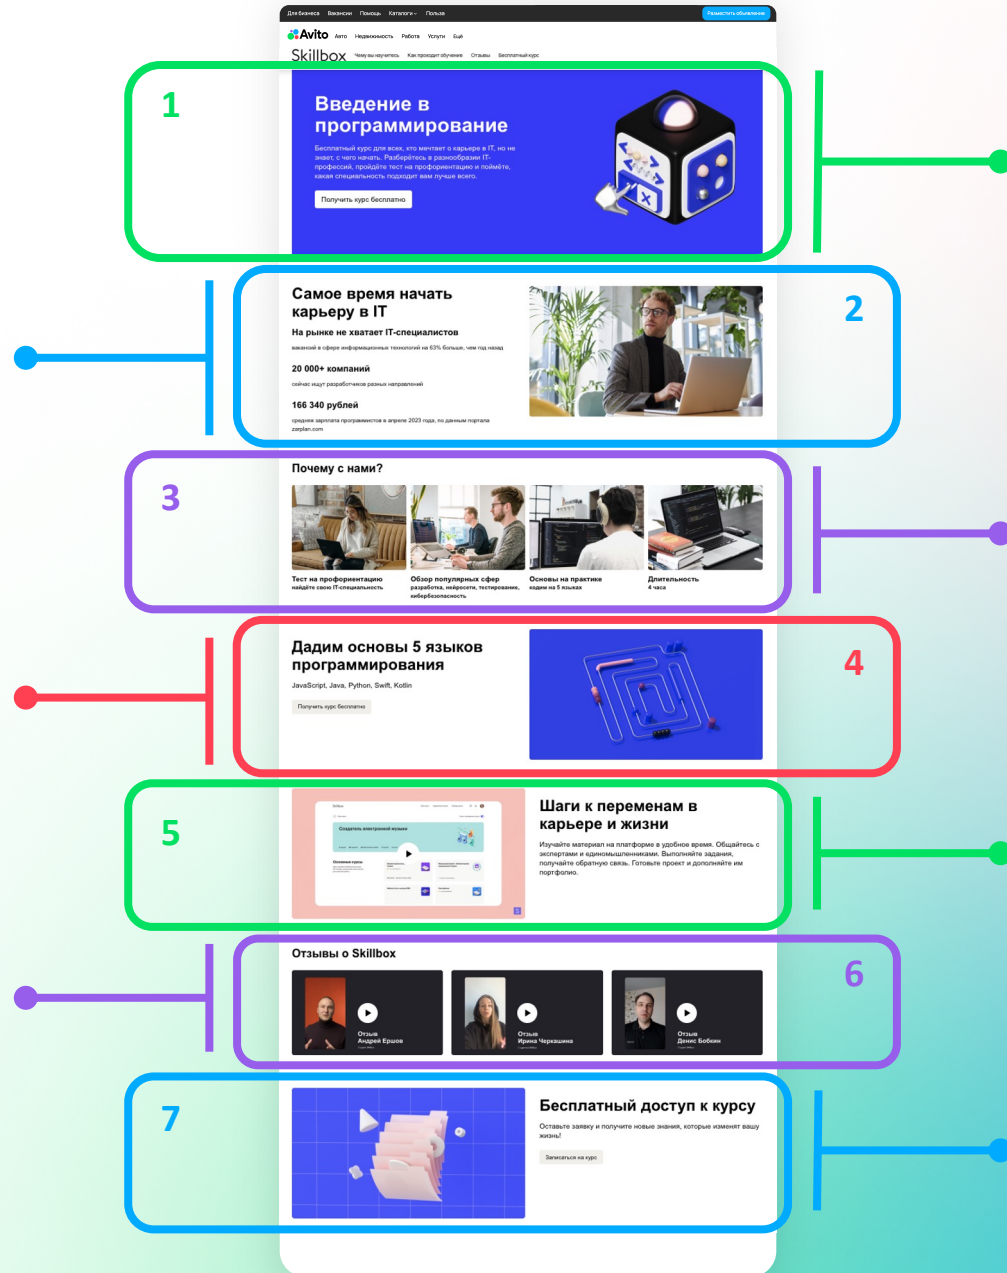 Для бизнеса Вакансии Помощь Каталоги Польза
Разместить объявление
Avito Авто Недвижимость Работа Услуги Ещё
Skillbox Чему вы научитесь Как проходит обучение Отзывы Бесплатный курс
1
Введение в
программирование
Бесплатный курс для всех, кто мечтает о карьере в IT, но не
знает, с чего начать. Разберётесь в разнообразии IT-
профессий, пройдёте тест на профориентацию и поймёте,
какая специальность подходит вам лучше всего.
Получить курс бесплатно
2
Самое время начать
карьеру в IT
На рынке не хватает IT-специалистов
вакансий в сфере информационных технологий на 63% больше, чем год назад
20 000+ компаний
сейчас ищут разработчиков разных направлений
166 340 рублей
средняя зарплата программистов в апреле 2023 года, по данным портала
zarplan.com
3
Почему с нами?
Тест на профориентацию
найдёте свою IT-специальность
Обзор популярных сфер
разработка, нейросети, тестирование,
кибербезопасность
Основы на практике
кодим на 5 языках
Длительность
4 часа
4
Дадим основы 5 языков
программирования
JavaScript, Java, Python, Swift, Kotlin
Получить курс бесплатно
5
Создатель электронной музыки
Основные курсы
Шаги к переменам в
карьере и жизни
Изучайте материал на платформе в удобное время. Общайтесь с
экспертами и единомышленниками. Выполняйте задания,
получайте обратную связь. Готовьте проект и дополняйте им
портфолио.
6
Отзывы о Skillbox
Отзыв
Андрей Ершов
Отзыв
Ирина Черкашина
Отзыв
Денис Бобкин
7
Бесплатный доступ к курсу
Оставьте заявку и получите новые знания, которые изменят вашу
жизнь!
Записаться на курс